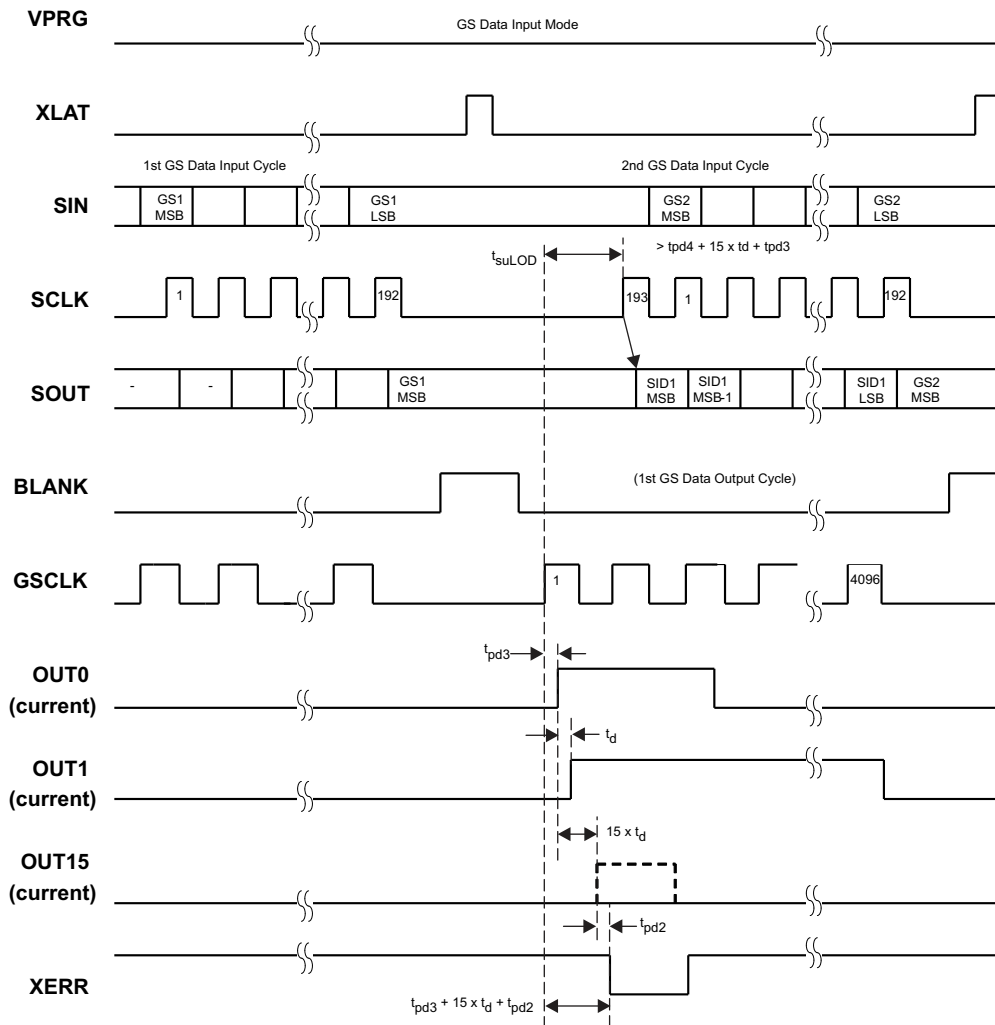 VPRG
GS Data Input Mode
XLAT
1st GS Data Input Cycle
2nd GS Data Input Cycle
SIN
GS1
MSB
GS1
LSB
GS2
MSB
GS2
LSB
tsuLOD
> tpd4 + 15 x td + tpd3
SCLK
1
192
193
1
192
SOUT
-
-
GS1
MSB
SID1
MSB
SID1
MSB-1
SID1
LSB
GS2
MSB
BLANK
(1st GS Data Output Cycle)
GSCLK
1
4096
tpd3
OUT0
(current)
td
OUT1
(current)
15 x td
OUT15
(current)
tpd2
XERR
tpd3 + 15 x td + tpd2